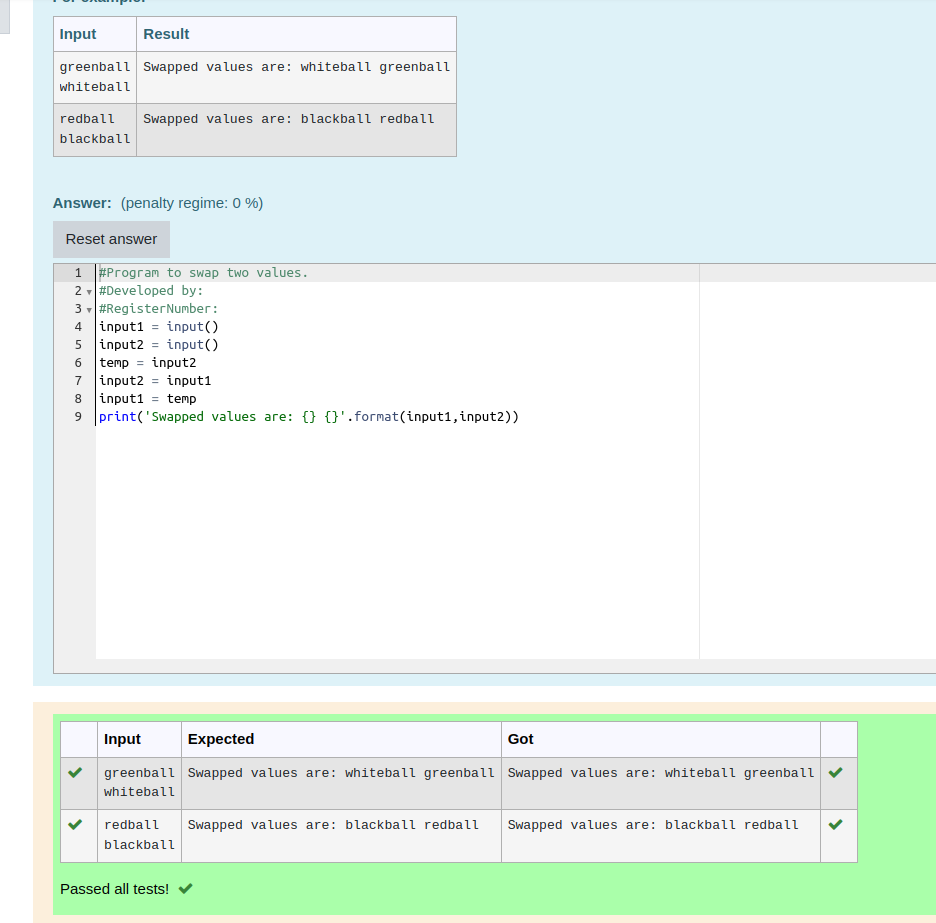 For example:
Input Result
greenball Swapped values are: whiteball greenball
whiteball
redball Swapped values are: blackball redball
blackball
Answer: (penalty regime: 0 %)
Reset answer
1 #Program to swap two values.
2 #Developed by:
3 #RegisterNumber:
4 input1 = input()
5 input2 = input()
6 temp = input2
7 input2 = input1
8 input1 = temp
9 print('Swapped values are: {} {}'.format(input1,input2))
Input Expected Got
greenball Swapped values are: whiteball greenball Swapped values are: whiteball greenball
whiteball
redball Swapped values are: blackball redball Swapped values are: blackball redball
blackball
Passed all tests!